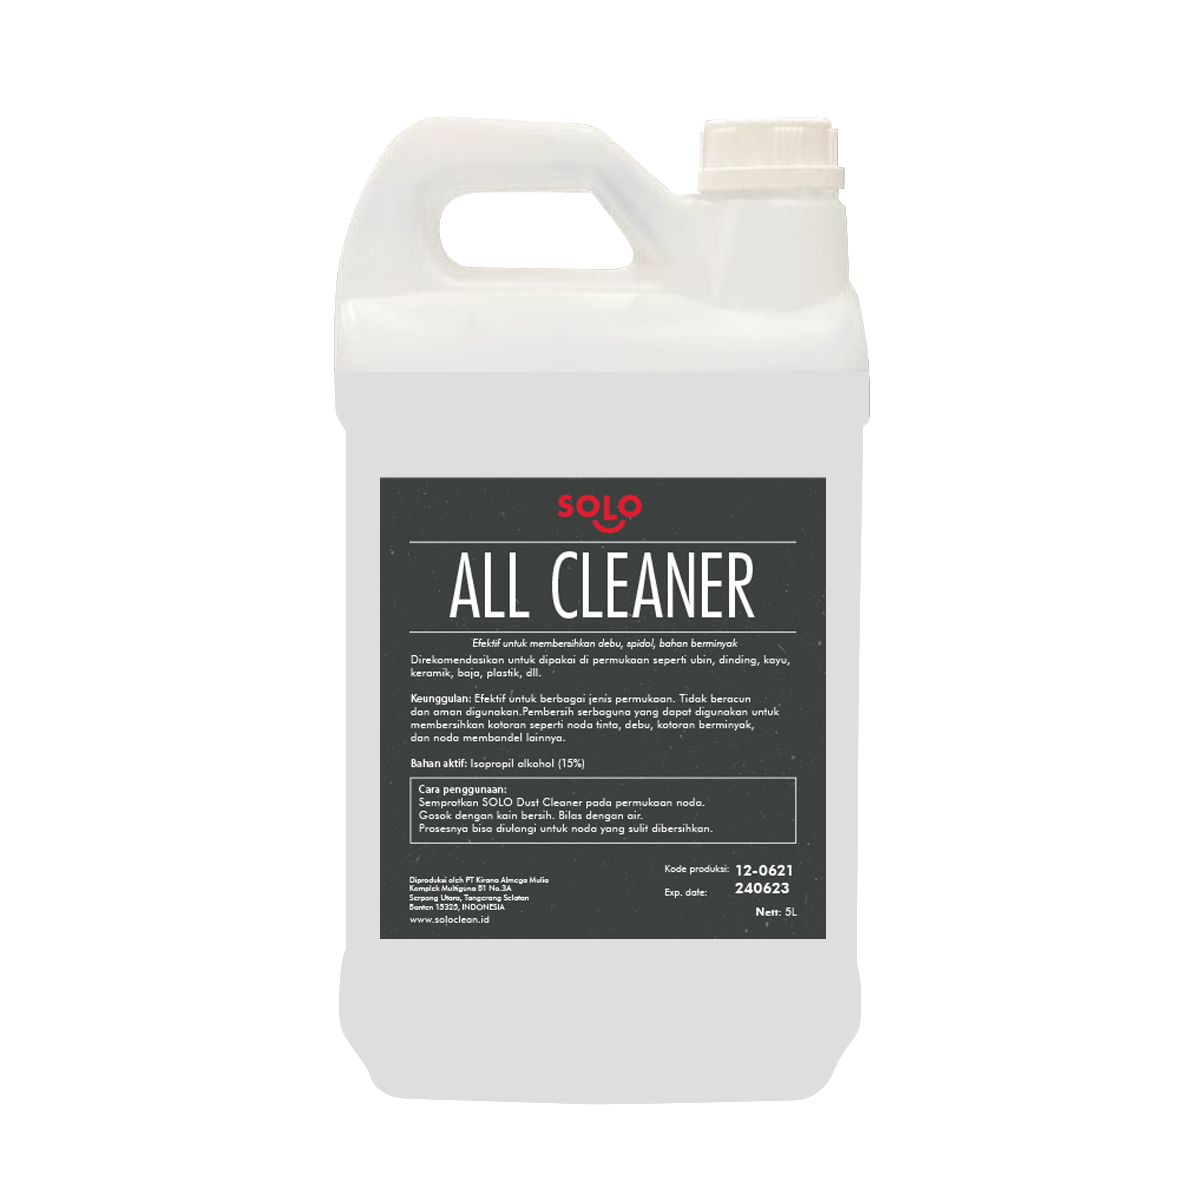 SOLO
ALL CLEANER
Efektif untuk membersihkan debu, spidol, bahan berminyak
Direkomendasikan untuk dipakai di permukaan seperti ubin, dinding, kayu,
keramik, baja, plastik, dll.
Keunggulan: Efektif untuk berbagai jenis permukaan. Tidak beracun
dan aman digunakan.Pembersih serbaguna yang dapat digunakan untuk
membersihkan kotoran seperti noda tinta, debu, kotoran berminyak,
dan noda membandel lainnya.
Bahan aktif: Isopropil alkohol (15%)
Cara penggunaan:
Semprotkan SOLO Dust Cleaner pada permukaan noda.
Gosok dengan kain bersih. Bilas dengan air.
Prosesnya bisa diulangi untuk noda yang sulit dibersihkan.
Diproduksi oleh PT Kirana Almega Mulia
Komplek Multiguna B1 No.3A
Serpong Utara, Tangerang Selatan
Banten 15325, INDONESIA
www.soloclean.id
Kode produksi: 12-0621
Exp. date: 240623
Nett: 5L